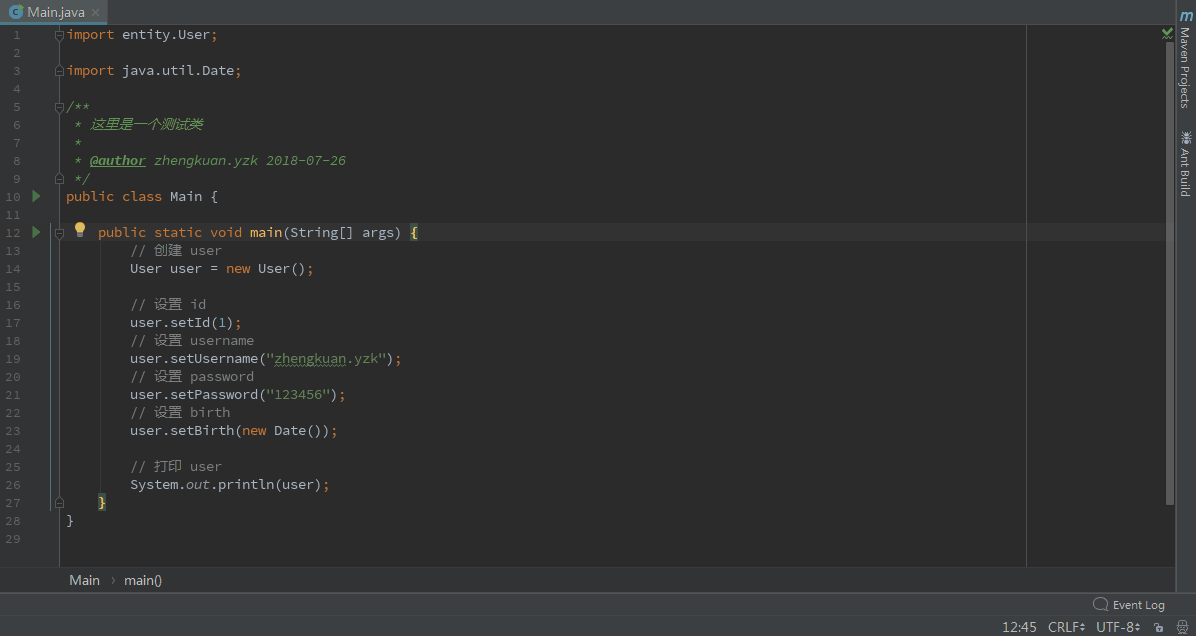 Main.java
1 import entity.User;
2
3 import java.util.Date;
4
5 /**
6 * 这里是一个测试类
7 *
8 * @author zhengkuan.yzk 2018-07-26
9 */
10 public class Main {
11
12 public static void main(String[] args) {
13 // 创建 user
14 User user = new User();
15
16 // 设置 id
17 user.setId(1);
18 // 设置 username
19 user.setUsername("zhengkuan.yzk");
20 // 设置 password
21 user.setPassword("123456");
22 // 设置 birth
23 user.setBirth(new Date());
24
25 // 打印 user
26 System.out.println(user);
27 }
28 }
29
m Maven Projects
Ant Build
Main › main()
Event Log
12:45 CRLF UTF-8